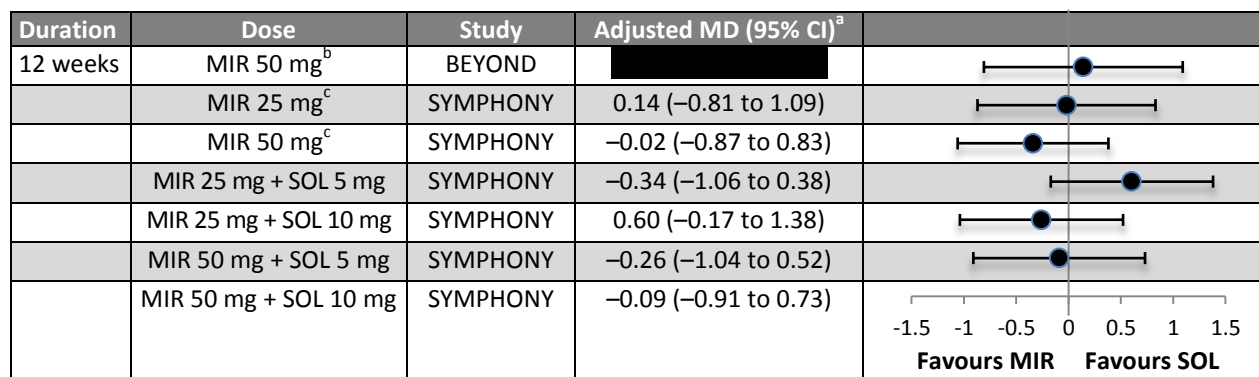 Duration Dose Study Adjusted MD (95% CI)a
12 weeks MIR 50 mgb BEYOND
MIR 25 mgc SYMPHONY 0.14 (–0.81 to 1.09)
MIR 50 mgc SYMPHONY –0.02 (–0.87 to 0.83)
MIR 25 mg + SOL 5 mg SYMPHONY –0.34 (–1.06 to 0.38)
MIR 25 mg + SOL 10 mg SYMPHONY 0.60 (–0.17 to 1.38)
MIR 50 mg + SOL 5 mg SYMPHONY –0.26 (–1.04 to 0.52)
MIR 50 mg + SOL 10 mg SYMPHONY –0.09 (–0.91 to 0.73)
-1.5 -1 -0.5 0 0.5 1 1.5
Favours MIR Favours SOL